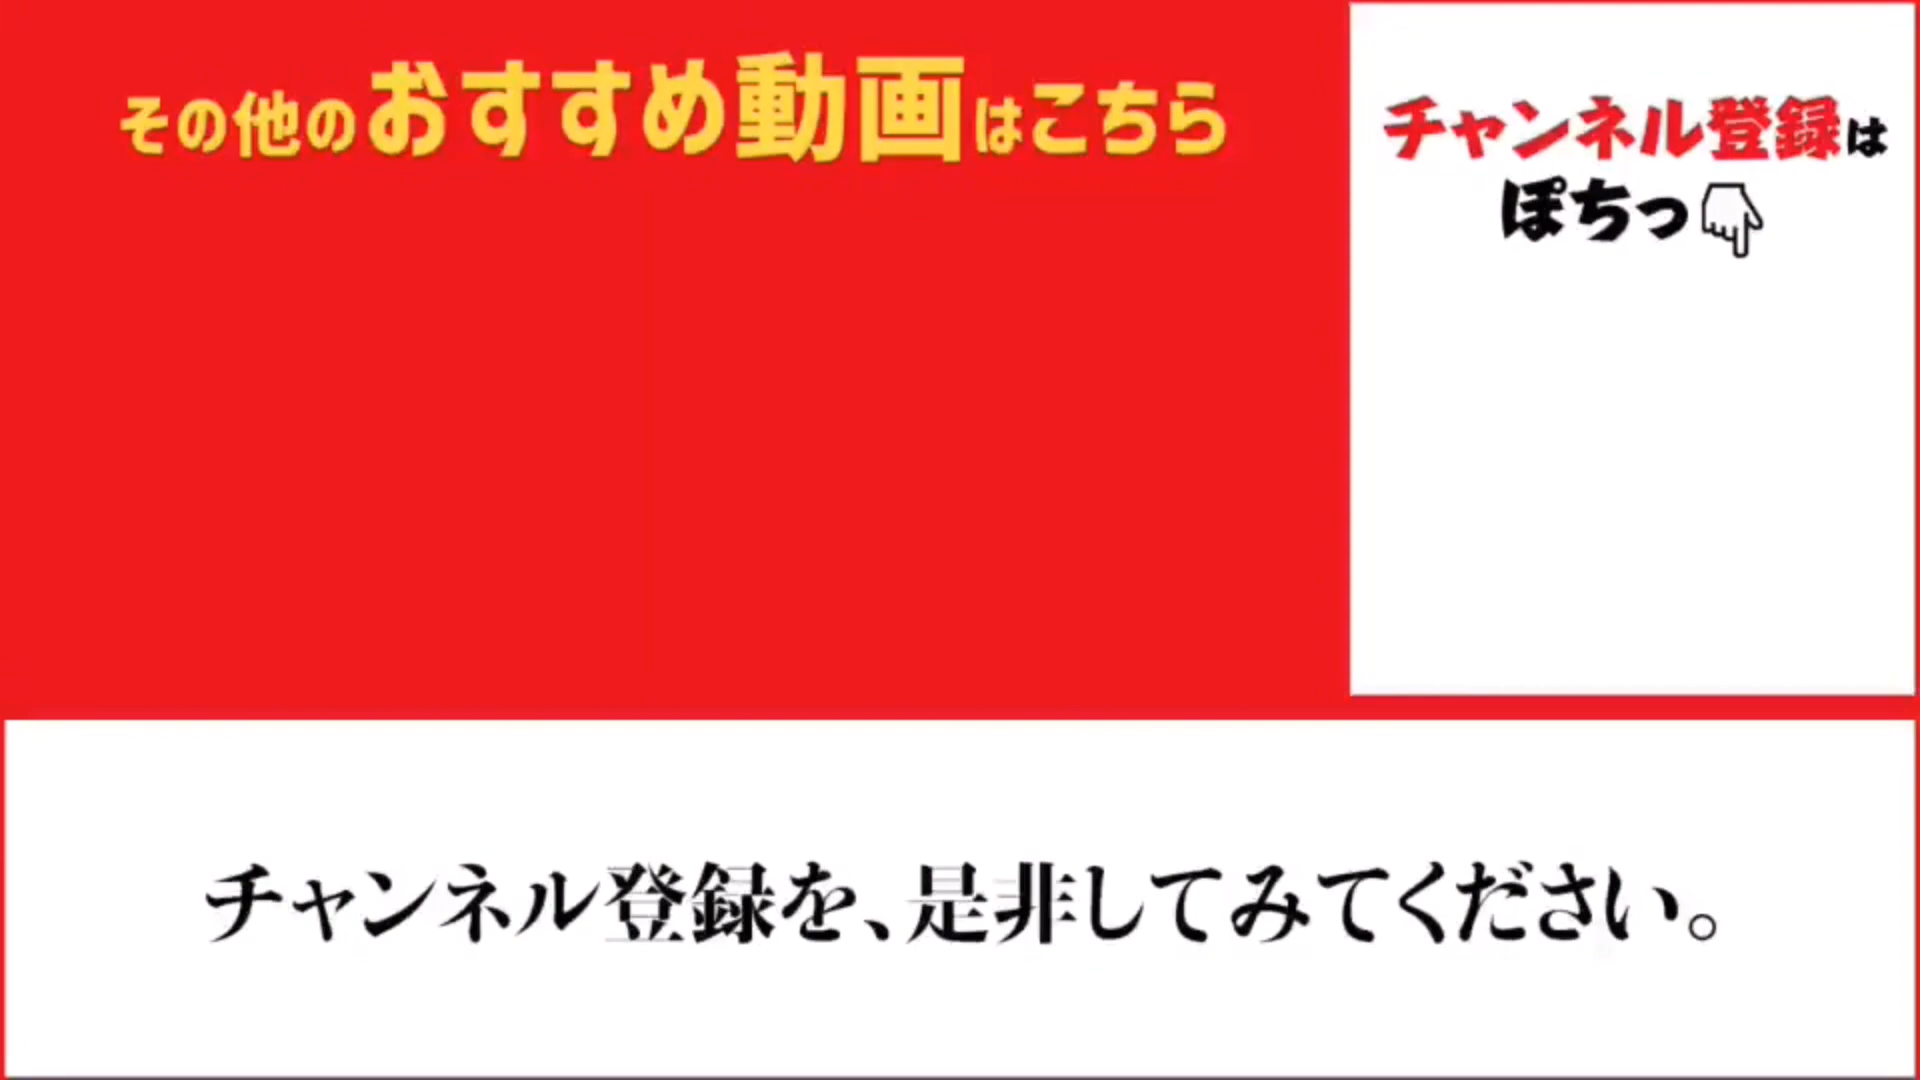 その他のおすすめ動画はこちら
チャンネル登録は
ぽちっ
チャンネル登録を、是非してみてください。